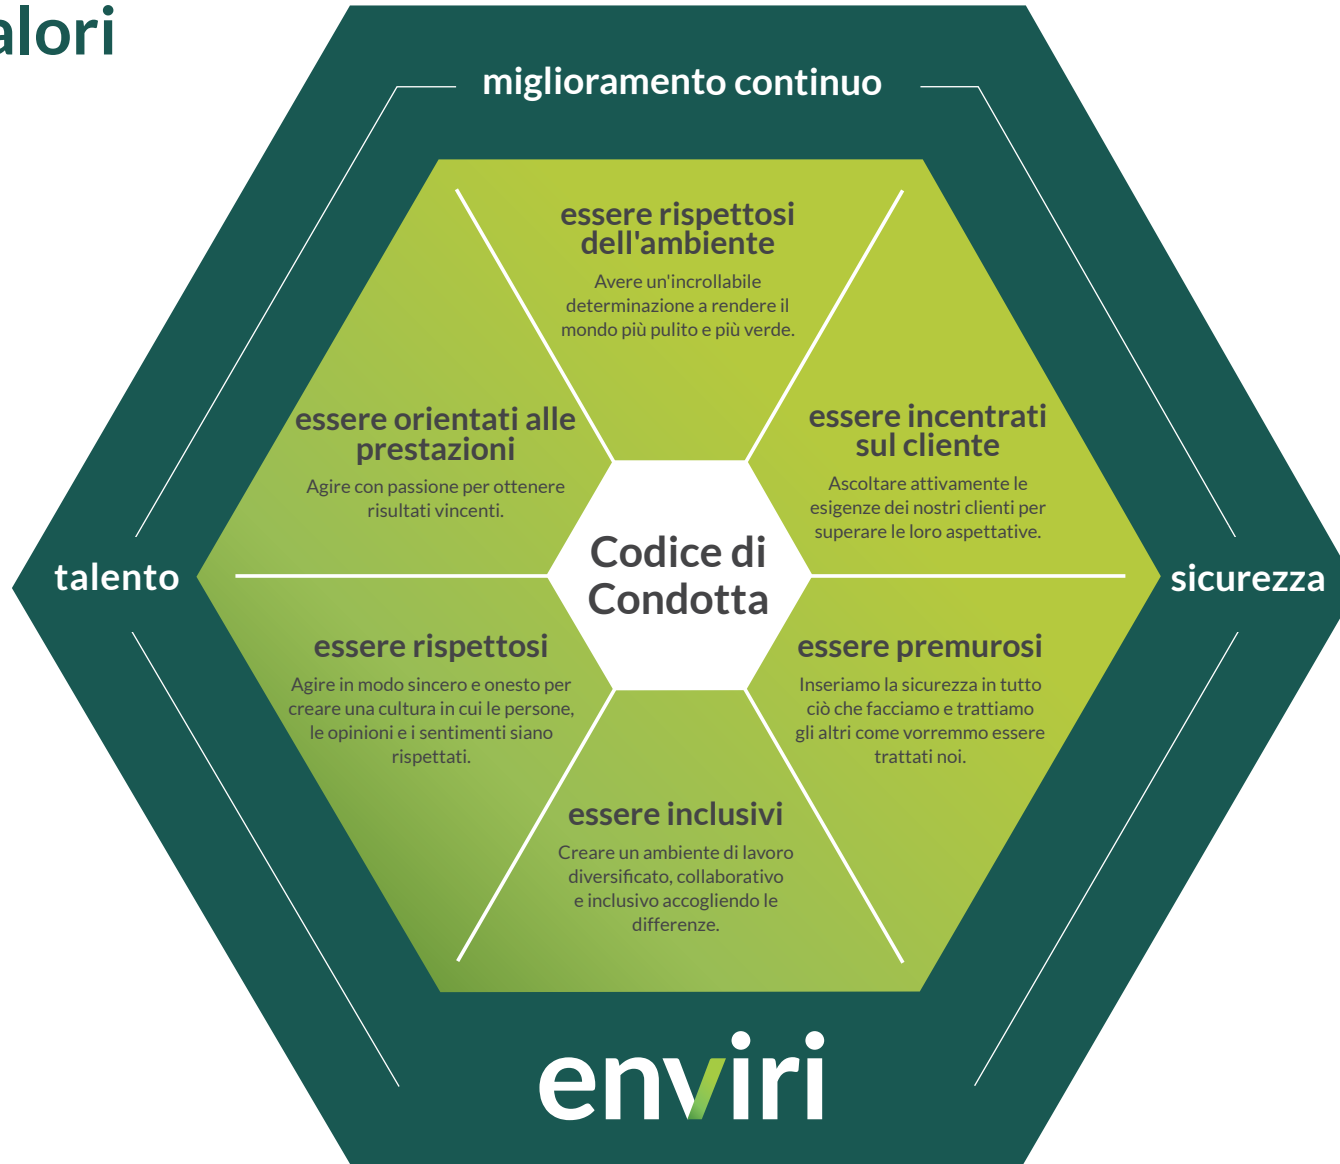 alori
miglioramento continuo
essere rispettosi
dell'ambiente
Avere un'incrollabile
determinazione a rendere il
mondo più pulito e più verde.
essere orientati alle
prestazioni
Agire con passione per ottenere
risultati vincenti.
essere incentrati
sul cliente
Ascoltare attivamente le
esigenze dei nostri clienti per
superare le loro aspettative.
Codice di
Condotta
talento
sicurezza
essere rispettosi
Agire in modo sincero e onesto per
creare una cultura in cui le persone,
le opinioni e i sentimenti siano
rispettati.
essere premurosi
Inseriamo la sicurezza in tutto
ciò che facciamo e trattiamo
gli altri come vorremmo essere
trattati noi.
essere inclusivi
Creare un ambiente di lavoro
diversificato, collaborativo
e inclusivo accogliendo le
differenze.
enviri